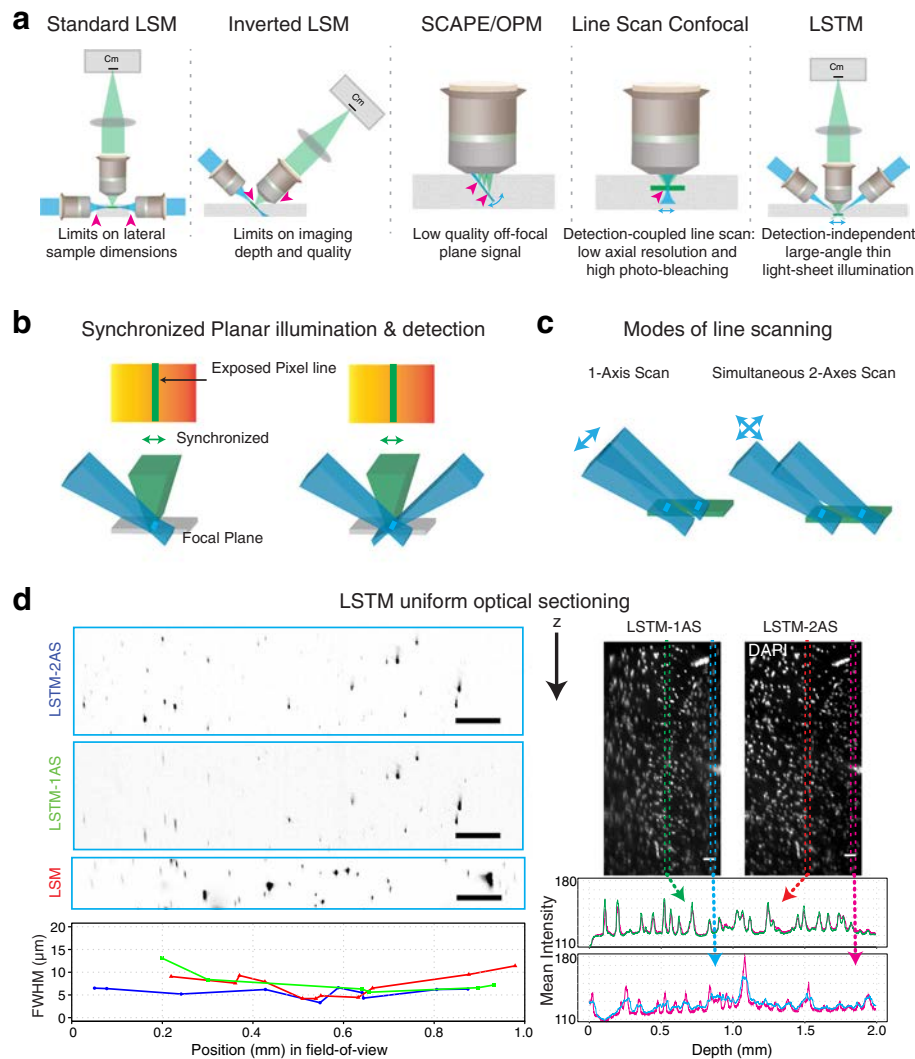 a
Standard LSM
Inverted LSM
SCAPE/OPM
Line Scan Confocal
LSTM
Cm
Cm
Cm
Limits on lateral
sample dimensions
Limits on imaging
depth and quality
Low quality off-focal
plane signal
Detection-coupled line scan:
low axial resolution and
high photo-bleaching
Detection-independent
large-angle thin
light-sheet illumination
b
Synchronized Planar illumination & detection
Exposed Pixel line
Synchronized
Focal Plane
c
Modes of line scanning
1-Axis Scan
Simultaneous 2-Axes Scan
d
LSTM uniform optical sectioning
LSTM-2AS
LSTM-1AS
LSM
FWHM (μm)
20
15
10
5
0
0
0.2
0.4
0.6
0.8
1.0
Position (mm) in field-of-view
z
LSTM-1AS
LSTM-2AS
DAPI
Mean Intensity
180
110
180
110
0
0.5
1.0
1.5
2.0
Depth (mm)